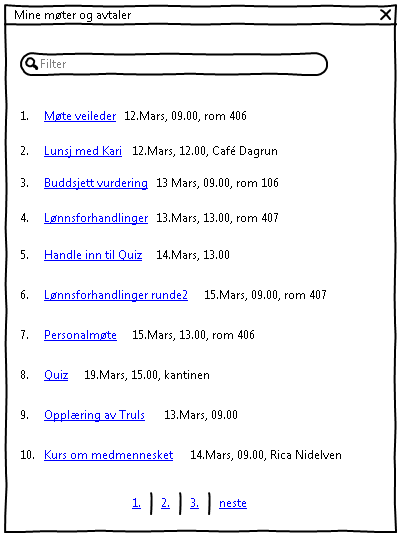 Mine møter og avtaler
Filter
1. Møte veileder 12.Mars, 09.00, rom 406
2. Lunsj med Kari 12.Mars, 12.00, Café Dagrun
3. Buddsjett vurdering 13 Mars, 09.00, rom 106
4. Lønnsforhandlinger 13.Mars, 13.00, rom 407
5. Handle inn til Quiz 14.Mars, 13.00
6. Lønnsforhandlinger runde2 15.Mars, 09.00, rom 407
7. Personalmøte 15.Mars, 13.00, rom 406
8. Quiz 19.Mars, 15.00, kantinen
9. Opplæring av Truls 13.Mars, 09.00
10. Kurs om medmennesket 14.Mars, 09.00, Rica Nidelven
1. | 2. | 3. | neste